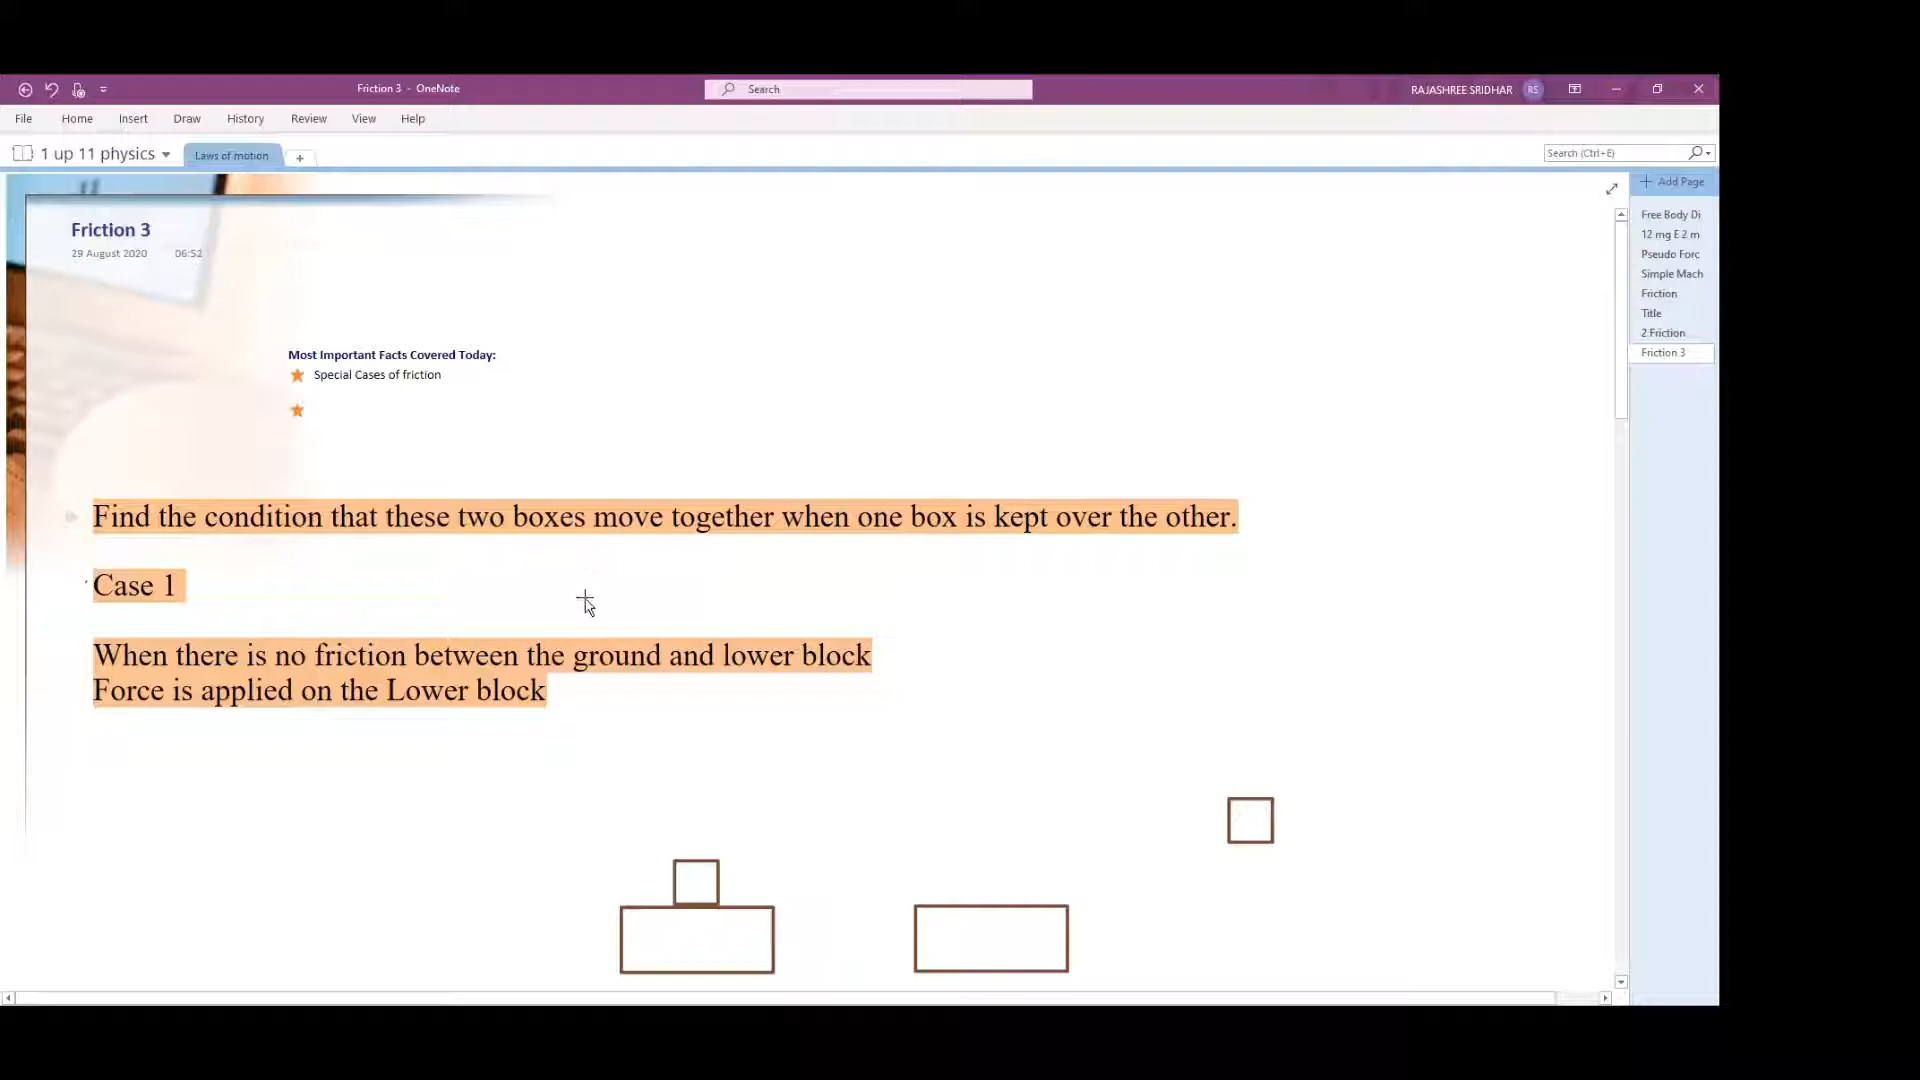 Friction 3 - OneNote
Search
RAJASHREE SRIDHAR
RS
File Home Insert Draw History Review View Help
1 up 11 physics
Laws of motion
+
Search (Ctrl+E)
Add Page
Friction 3
29 August 2020 06:52
Most Important Facts Covered Today:
Special Cases of friction
Find the condition that these two boxes move together when one box is kept over the other.
Case 1
When there is no friction between the ground and lower block
Force is applied on the Lower block
Free Body Di
12 mg E 2 m
Pseudo Forc
Simple Mach
Friction
Title
2 Friction
Friction 3